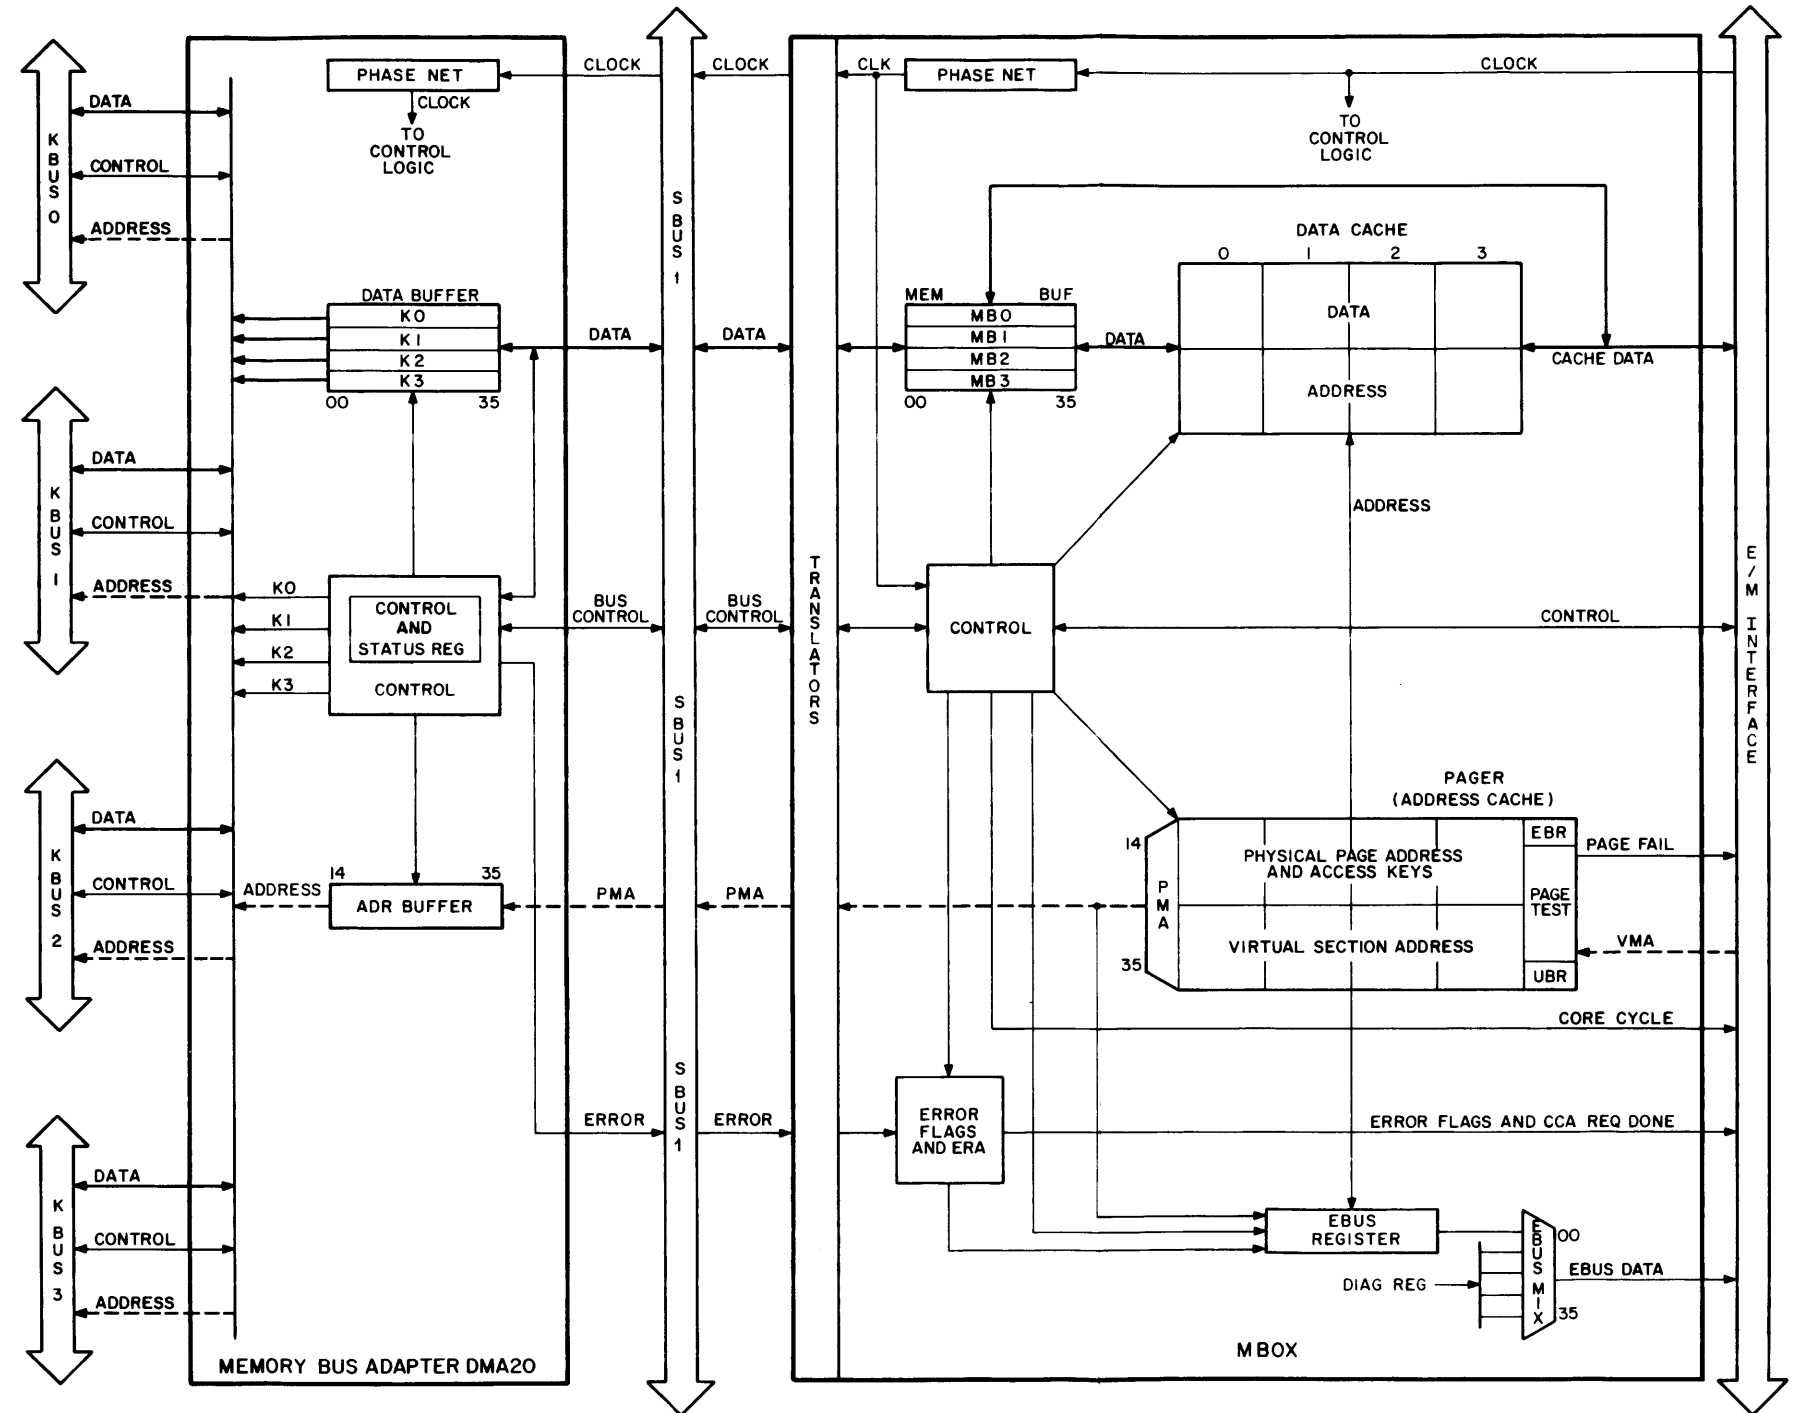 K BUS 0
DATA
CONTROL
ADDRESS
K BUS 1
DATA
CONTROL
ADDRESS
K BUS 2
DATA
CONTROL
ADDRESS
K BUS 3
DATA
CONTROL
ADDRESS
PHASE NET
CLOCK
TO
CONTROL
LOGIC
DATA BUFFER
K0
K1
K2
K3
00 35
K0
K1
K2
K3
CONTROL
AND
STATUS REG
CONTROL
14 35
ADDRESS
ADR BUFFER
MEMORY BUS ADAPTER DMA20
CLOCK
DATA
BUS
CONTROL
PMA
ERROR
S BUS 1
S BUS 1
S BUS 1
CLOCK
DATA
BUS
CONTROL
PMA
ERROR
TRANSLATORS
CLK
PHASE NET
CLOCK
TO
CONTROL
LOGIC
DATA CACHE
0 1 2 3
DATA
ADDRESS
MEM BUF
MB0
MB1
MB2
MB3
00 35
DATA
CACHE DATA
ADDRESS
CONTROL
CONTROL
PAGER
(ADDRESS CACHE)
14
PMA
35
PHYSICAL PAGE ADDRESS
AND ACCESS KEYS
VIRTUAL SECTION ADDRESS
EBR
PAGE
TEST
UBR
PAGE FAIL
VMA
CORE CYCLE
ERROR
FLAGS
AND ERA
ERROR FLAGS AND CCA REQ DONE
EBUS
REGISTER
DIAG REG
EBUS MIX
00
35
EBUS DATA
MBOX
E/M INTERFACE